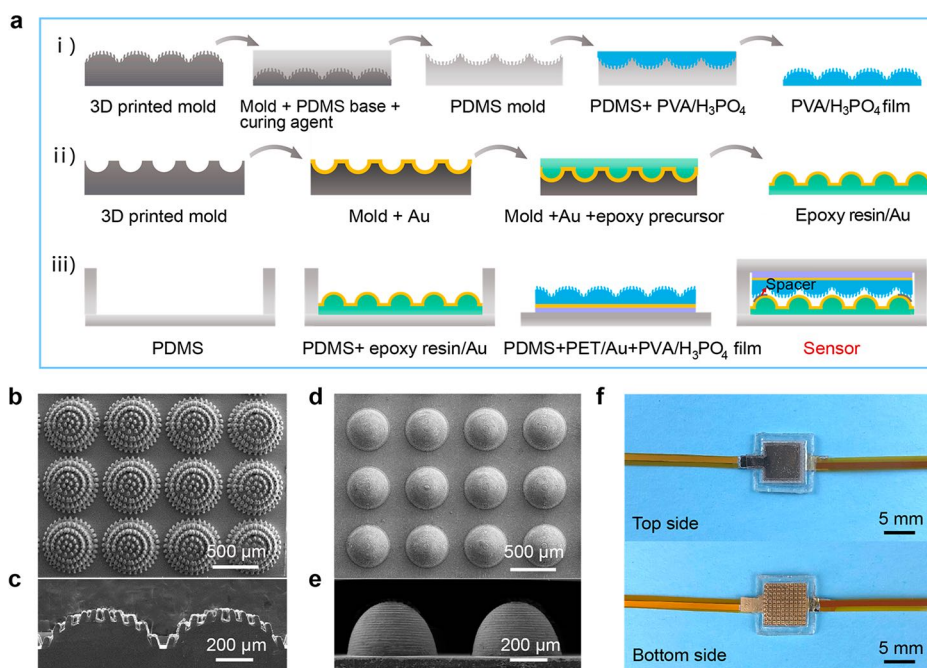 a
i )
3D printed mold
Mold + PDMS base +
curing agent
PDMS mold
PDMS+ PVA/H₃PO₄
PVA/H₃PO₄ film
ii)
3D printed mold
Mold + Au
Mold +Au +epoxy precursor
Epoxy resin/Au
iii)
PDMS
PDMS+ epoxy resin/Au
PDMS+PET/Au+PVA/H₃PO₄ film
Spacer
Sensor
b
500 μm
c
200 μm
d
500 μm
e
200 μm
f
Top side
5 mm
Bottom side
5 mm